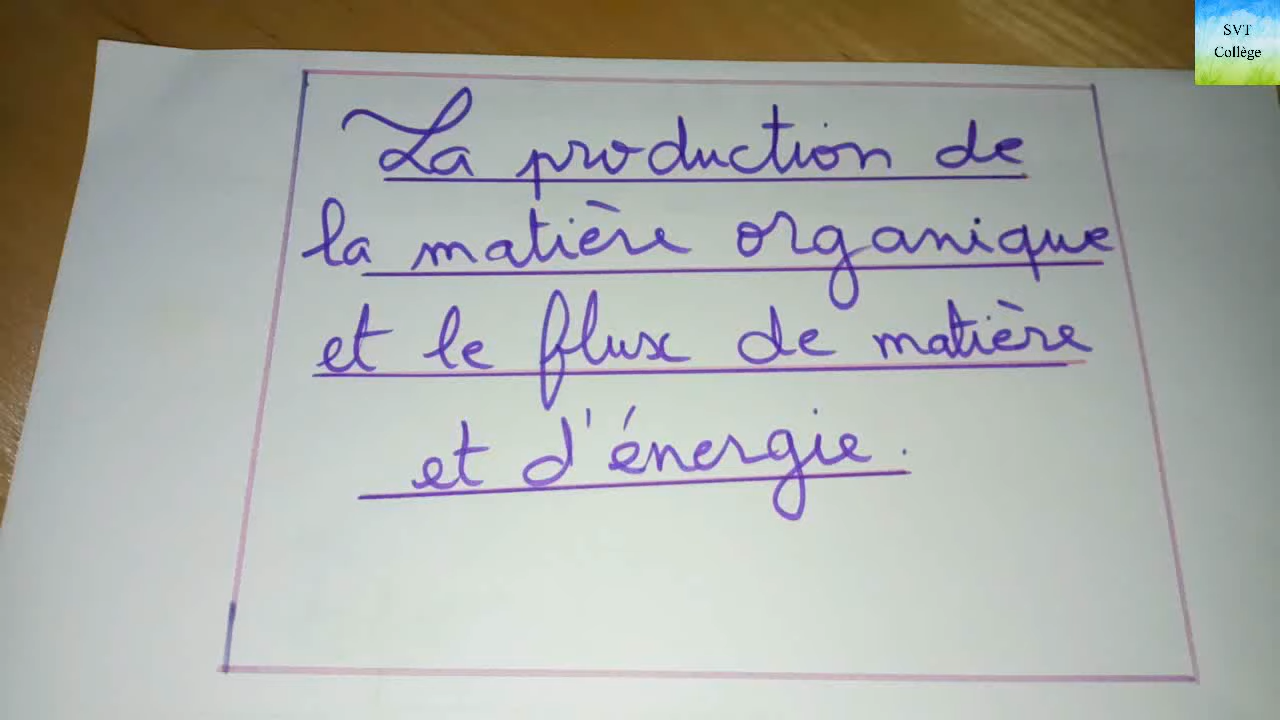 SVT
Collège
La production de
la matière organique
et le flux de matière
et d'énergie.